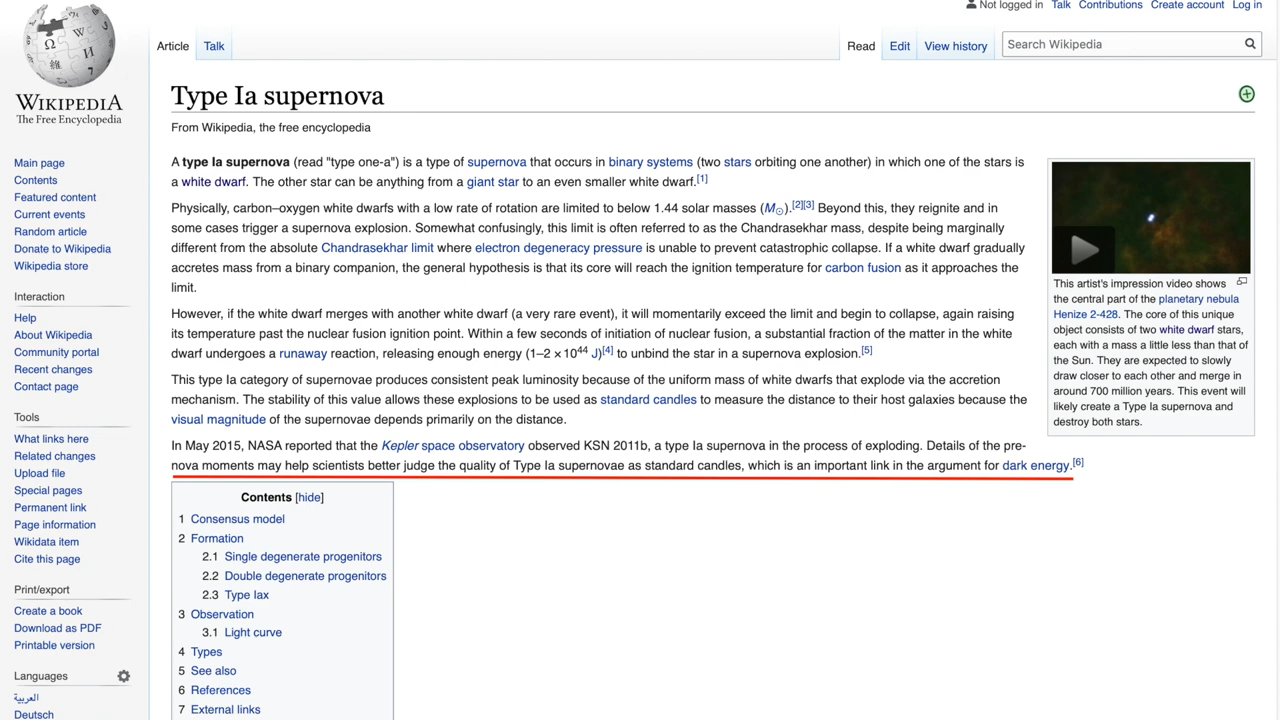 Not logged in Talk Contributions Create account Log in
Article Talk Read Edit View history Search Wikipedia
WIKIPEDIA
The Free Encyclopedia
Main page
Contents
Featured content
Current events
Random article
Donate to Wikipedia
Wikipedia store
Interaction
Help
About Wikipedia
Community portal
Recent changes
Contact page
Tools
What links here
Related changes
Upload file
Special pages
Permanent link
Page information
Wikidata item
Cite this page
Print/export
Create a book
Download as PDF
Printable version
Languages
العربية
Deutsch
Type Ia supernova
From Wikipedia, the free encyclopedia
A type Ia supernova (read "type one-a") is a type of supernova that occurs in binary systems (two stars orbiting one another) in which one of the stars is
a white dwarf. The other star can be anything from a giant star to an even smaller white dwarf.[1]
Physically, carbon–oxygen white dwarfs with a low rate of rotation are limited to below 1.44 solar masses (M☉).[2][3] Beyond this, they reignite and in
some cases trigger a supernova explosion. Somewhat confusingly, this limit is often referred to as the Chandrasekhar mass, despite being marginally
different from the absolute Chandrasekhar limit where electron degeneracy pressure is unable to prevent catastrophic collapse. If a white dwarf gradually
accretes mass from a binary companion, the general hypothesis is that its core will reach the ignition temperature for carbon fusion as it approaches the
limit.
However, if the white dwarf merges with another white dwarf (a very rare event), it will momentarily exceed the limit and begin to collapse, again raising
its temperature past the nuclear fusion ignition point. Within a few seconds of initiation of nuclear fusion, a substantial fraction of the matter in the white
dwarf undergoes a runaway reaction, releasing enough energy (1–2 × 10⁴⁴ J)[4] to unbind the star in a supernova explosion.[5]
This type Ia category of supernovae produces consistent peak luminosity because of the uniform mass of white dwarfs that explode via the accretion
mechanism. The stability of this value allows these explosions to be used as standard candles to measure the distance to their host galaxies because the
visual magnitude of the supernovae depends primarily on the distance.
In May 2015, NASA reported that the Kepler space observatory observed KSN 2011b, a type Ia supernova in the process of exploding. Details of the pre-
nova moments may help scientists better judge the quality of Type Ia supernovae as standard candles, which is an important link in the argument for dark energy.[6]
This artist's impression video shows
the central part of the planetary nebula
Henize 2-428. The core of this unique
object consists of two white dwarf stars,
each with a mass a little less than that of
the Sun. They are expected to slowly
draw closer to each other and merge in
around 700 million years. This event will
likely create a Type Ia supernova and
destroy both stars.
Contents [hide]
1 Consensus model
2 Formation
2.1 Single degenerate progenitors
2.2 Double degenerate progenitors
2.3 Type Iax
3 Observation
3.1 Light curve
4 Types
5 See also
6 References
7 External links